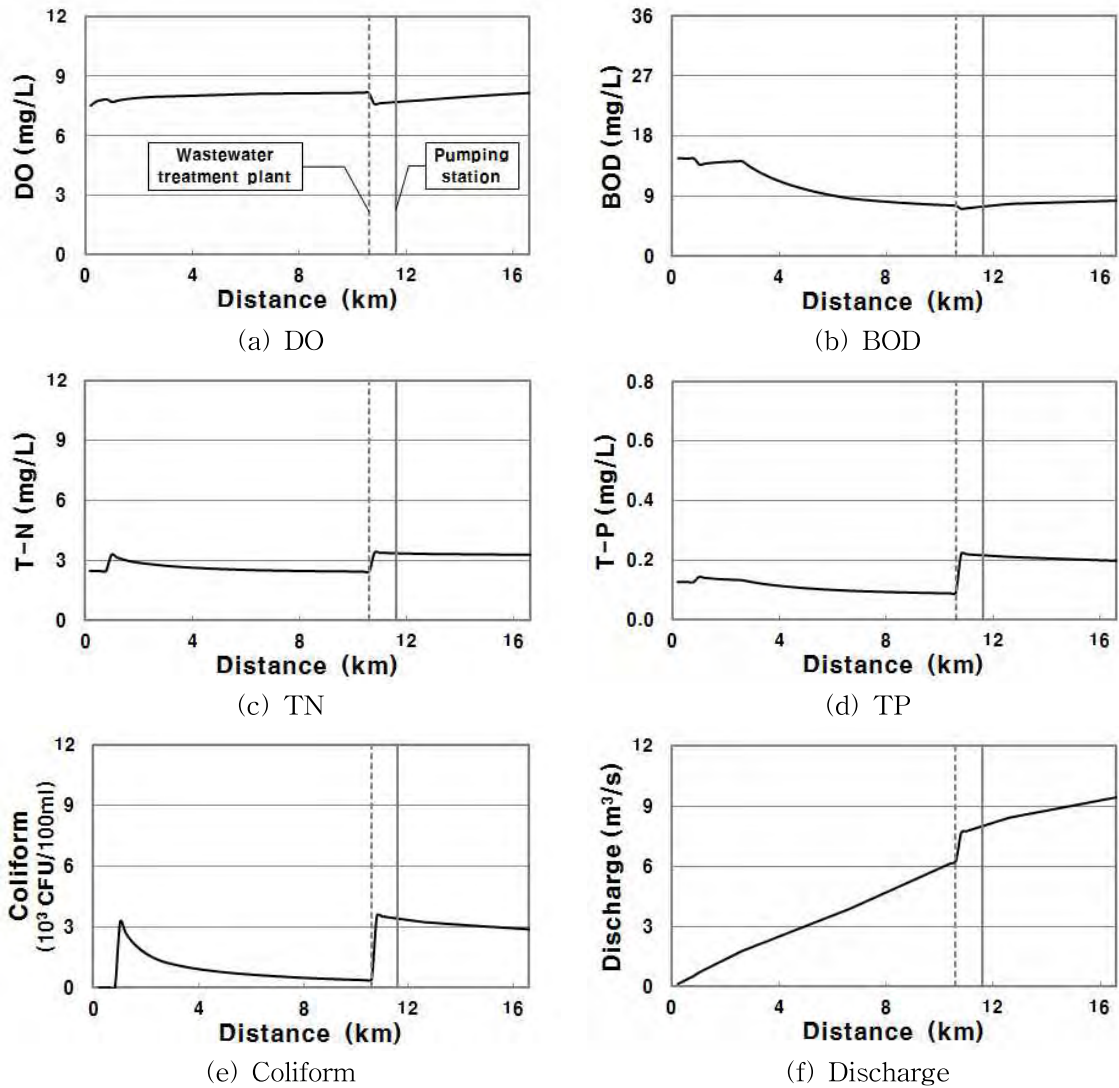 DO (mg/L)
12
9
6
3
0
Wastewater
treatment plant
Pumping
station
0 4 8 12 16
Distance (km)
(a) DO
BOD (mg/L)
36
27
18
9
0
0 4 8 12 16
Distance (km)
(b) BOD
T-N (mg/L)
12
9
6
3
0
0 4 8 12 16
Distance (km)
(c) TN
T-P (mg/L)
0.8
0.6
0.4
0.2
0.0
0 4 8 12 16
Distance (km)
(d) TP
Coliform
(10³ CFU/100ml)
12
9
6
3
0
0 4 8 12 16
Distance (km)
(e) Coliform
Discharge (m³/s)
12
9
6
3
0
0 4 8 12 16
Distance (km)
(f) Discharge